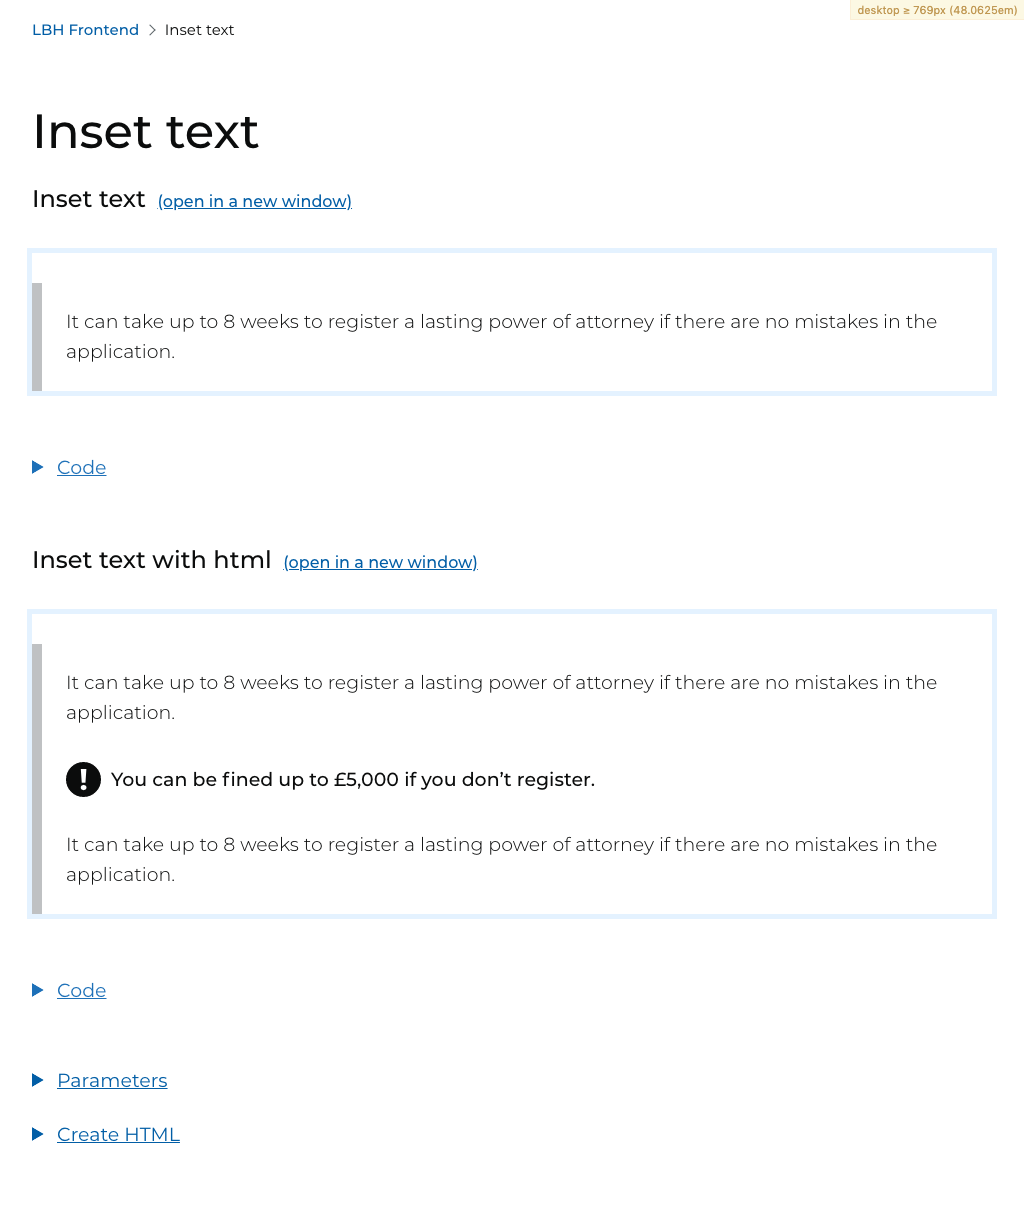 desktop ≥ 769px (48.0625em)
LBH Frontend > Inset text
Inset text
Inset text (open in a new window)
It can take up to 8 weeks to register a lasting power of attorney if there are no mistakes in the
application.
Code
Inset text with html (open in a new window)
It can take up to 8 weeks to register a lasting power of attorney if there are no mistakes in the
application.
! You can be fined up to £5,000 if you don’t register.
It can take up to 8 weeks to register a lasting power of attorney if there are no mistakes in the
application.
Code
Parameters
Create HTML